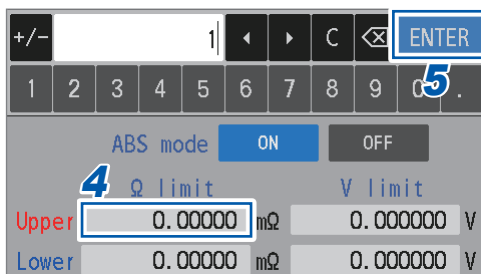 +/- 1 C ENTER
1 2 3 4 5 6 7 8 9 0 .
5
ABS mode ON OFF
4
Ω limit V limit
Upper 0.00000 mΩ 0.000000 V
Lower 0.00000 mΩ 0.000000 V